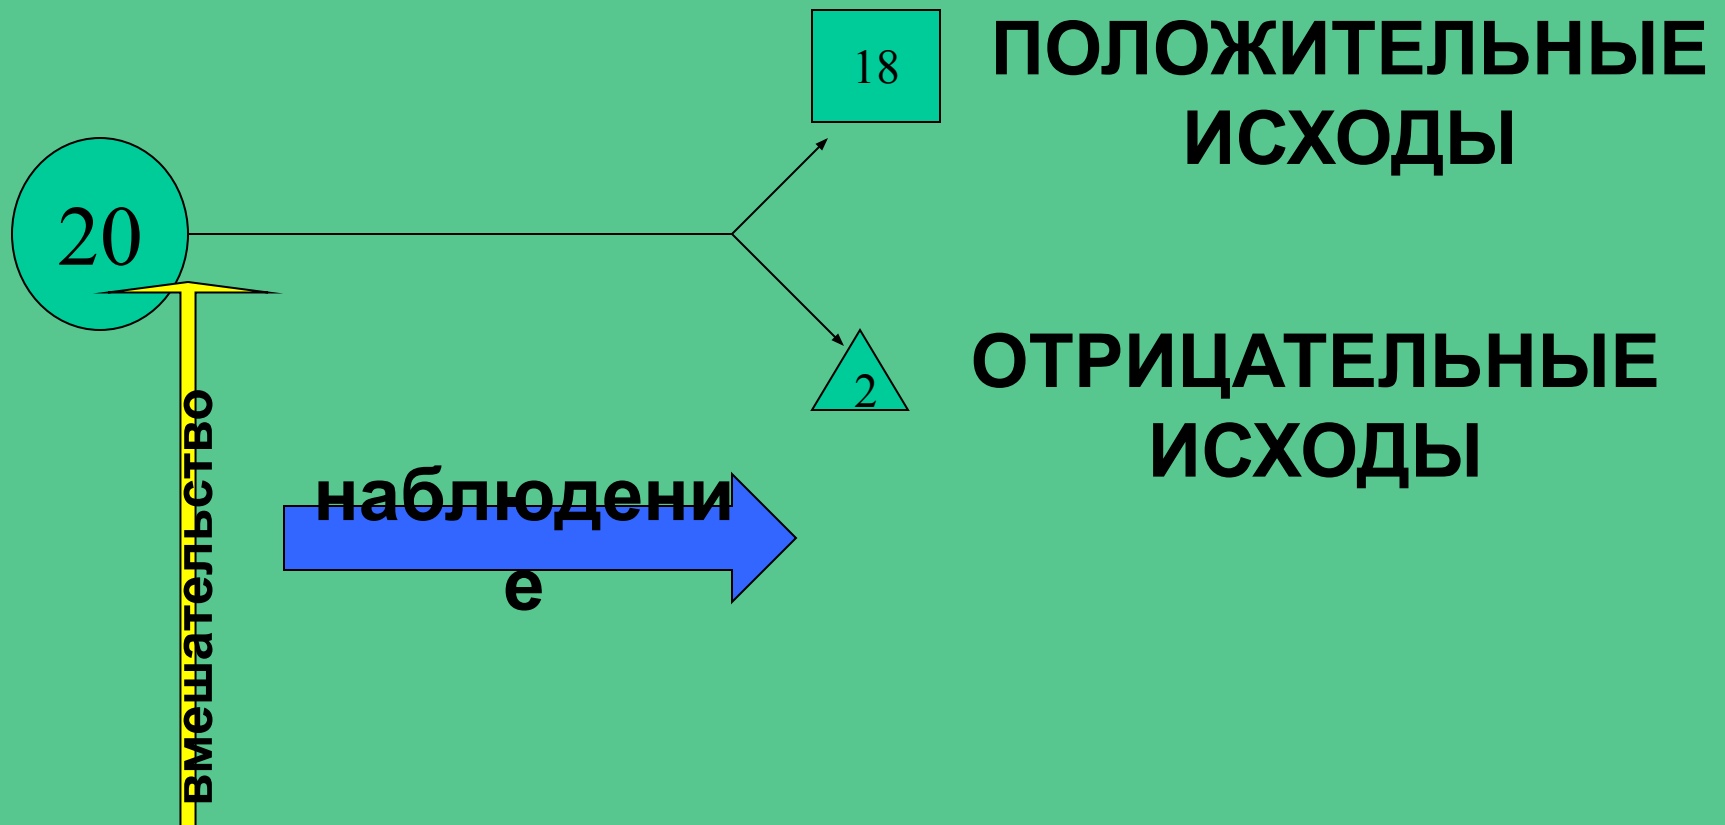 18
ПОЛОЖИТЕЛЬНЫЕ
ИСХОДЫ
20
2
ОТРИЦАТЕЛЬНЫЕ
ИСХОДЫ
вмешательство
наблюдени
е